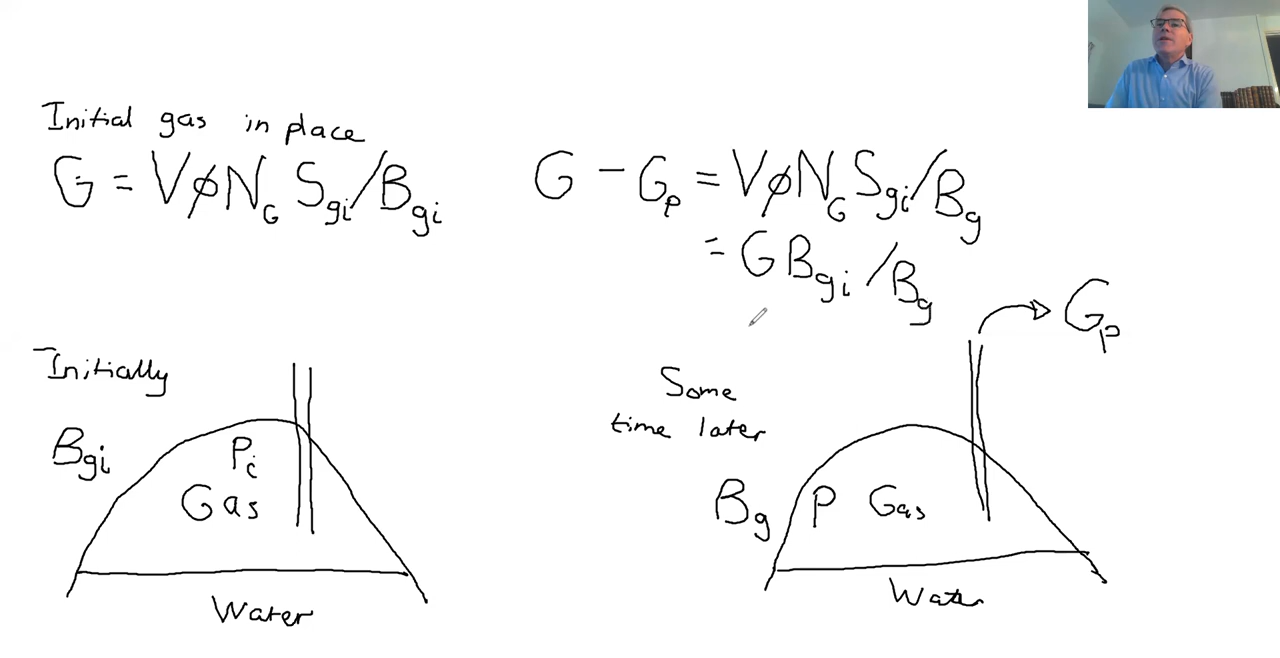 Initial gas in place
G = VϕN_G S_gi/B_gi
G - G_p = VϕN_G S_gi/B_g
= G B_gi/B_g
G_p
Initially
B_gi
P_i
Gas
Water
Some
time later
B_g
P Gas
Water